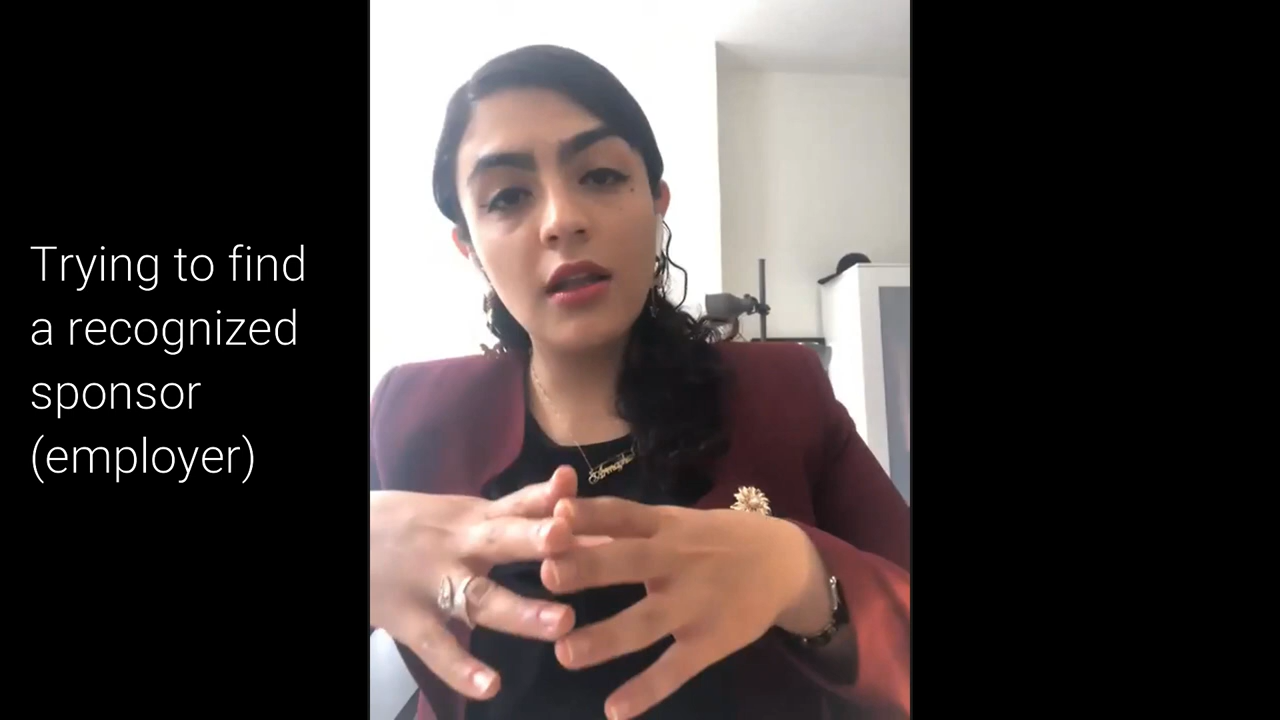 Trying to find
a recognized
sponsor
(employer)